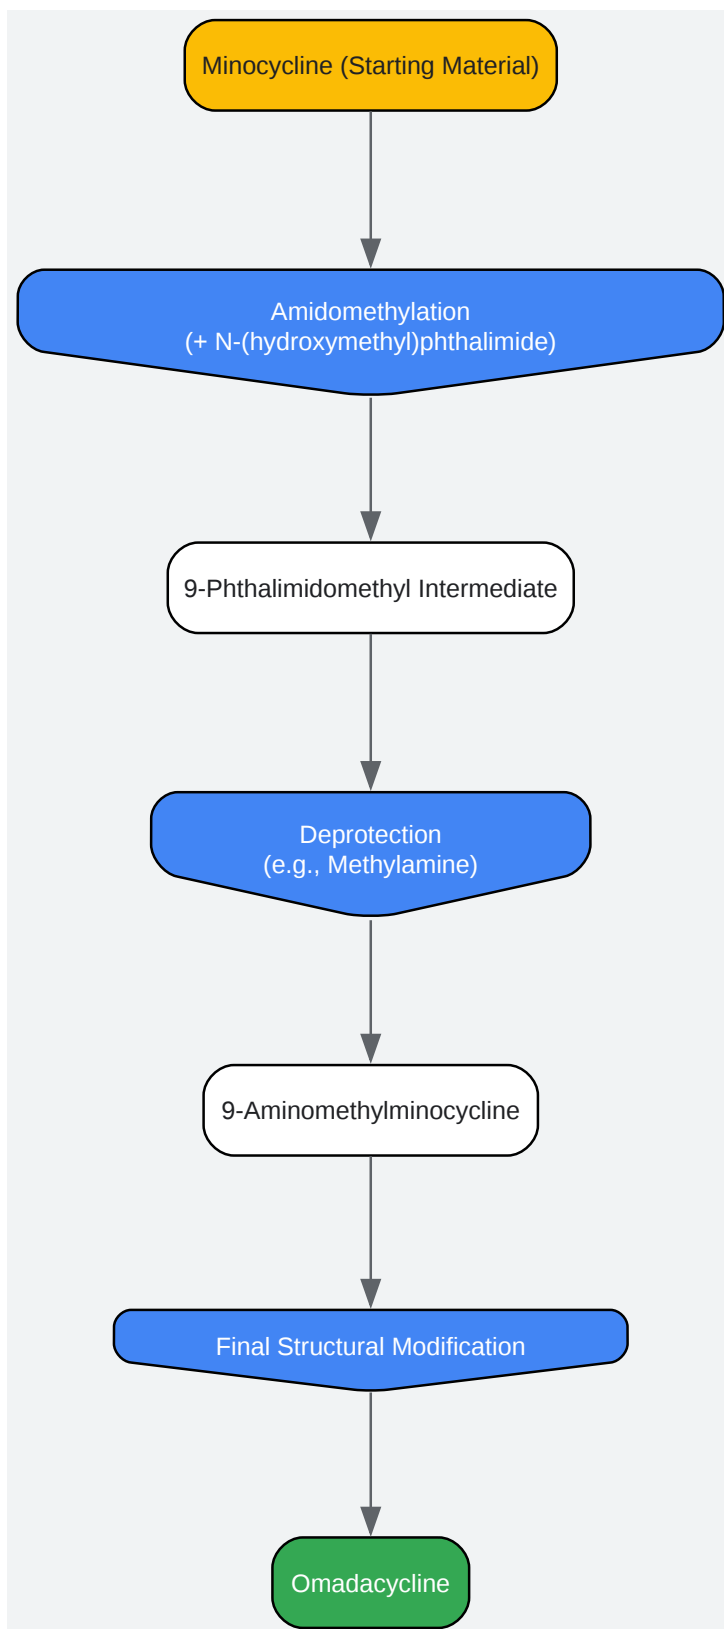 Minocycline (Starting Material)
Amidomethylation
(+ N-(hydroxymethyl)phthalimide)
9-Phthalimidomethyl Intermediate
Deprotection
(e.g., Methylamine)
9-Aminomethylminocycline
Final Structural Modification
Omadacycline